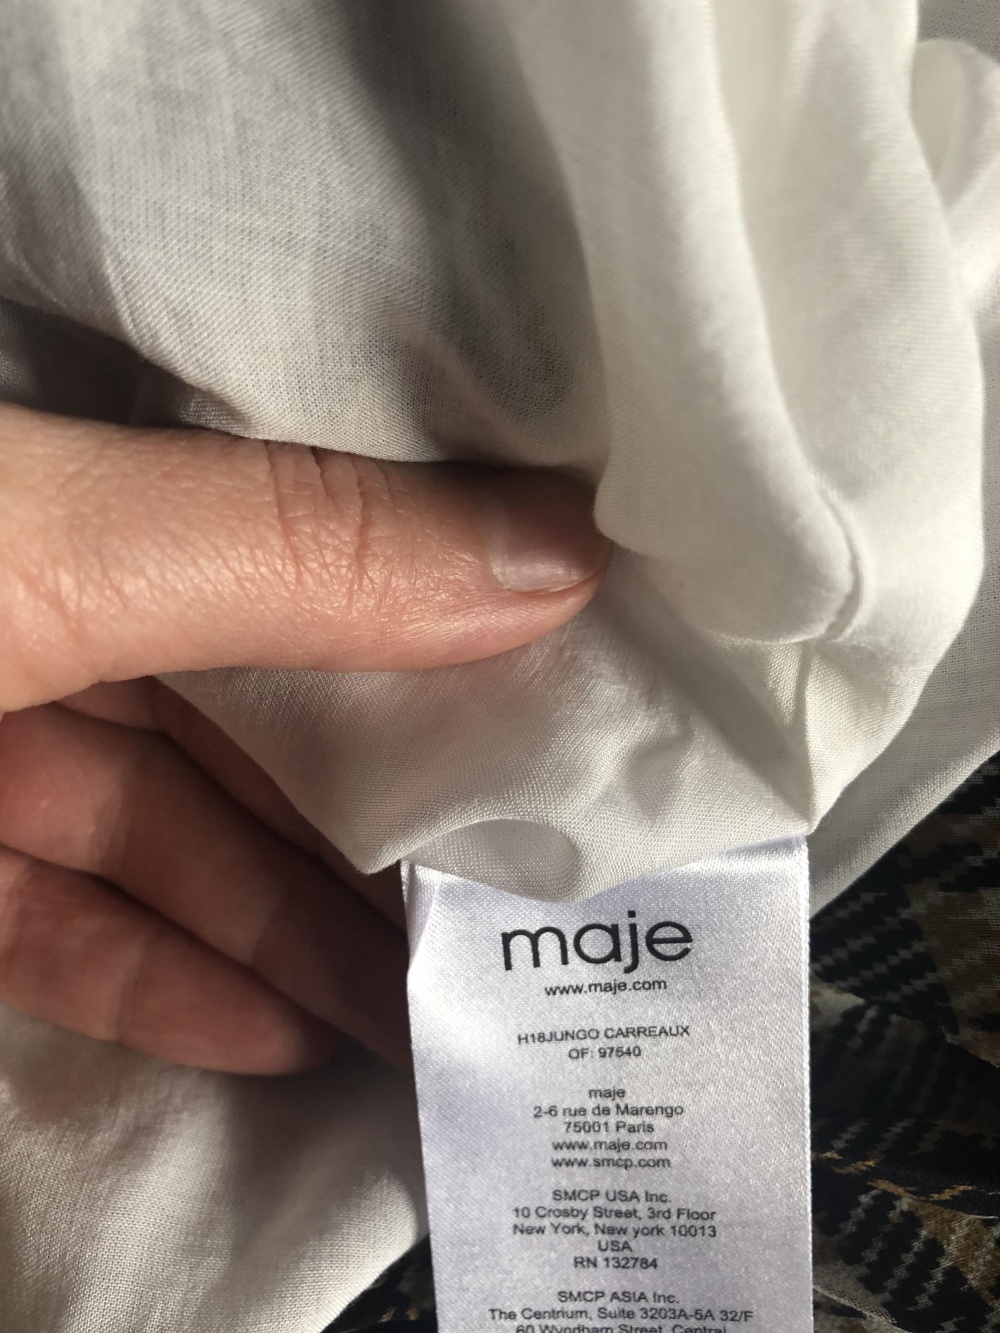 maje
www.maje.com
H18JUNGO CARREAUX
OF: 97540
maje
2-6 rue de Marengo
75001 Paris
www.maje.com
www.smcp.com
SMCP USA Inc.
10 Crosby Street, 3rd Floor
New York, New york 10013
USA
RN 132784
SMCP ASIA Inc.
The Centrium, Suite 3203A-5A 32/F
60 Wyndham Street, Central